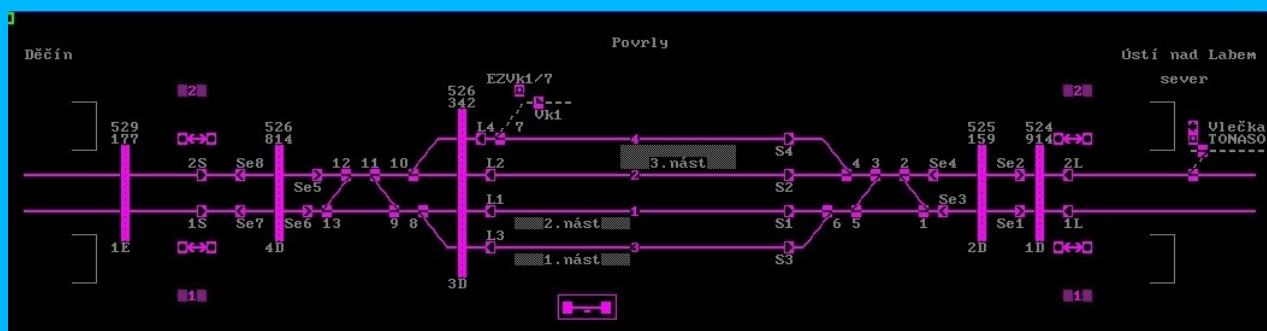 Povrly
Děčín
Ústí nad Labem
sever
EZVk1/7
2
526
342
2
Vk1
529
177
526
814
L4
7
4
525
159
524
914
Vlečka
TONASO
S4
3.nást
2S
Se8
12
11
10
L2
4
3
2
Se4
Se2
2L
Se5
2
S2
1S
Se7
Se6
13
9
8
L1
1
S1
6
5
1
Se3
Se1
1L
2.nást
1E
4D
L3
3
2D
1D
1.nást
S3
3D
1
1